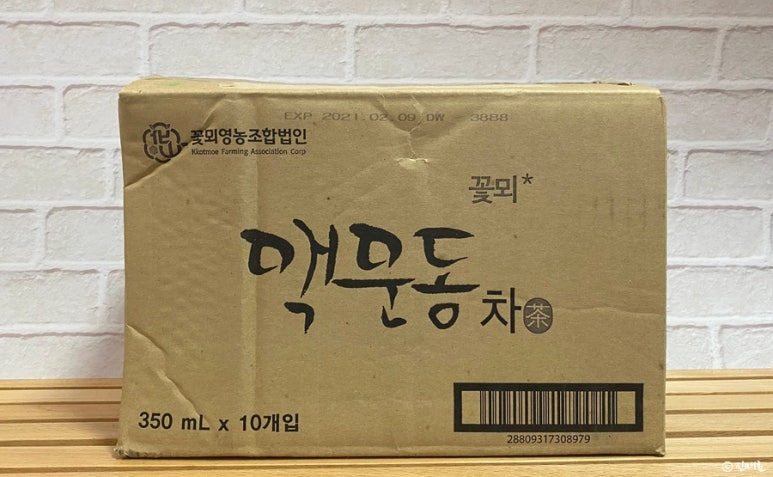 EXP 2021.02.09 DW - 3888
꽃뫼영농조합법인
Kkotmoe Farming Association Corp
꽃뫼*
맥문동차茶
350 mL x 10개입
28809317308979